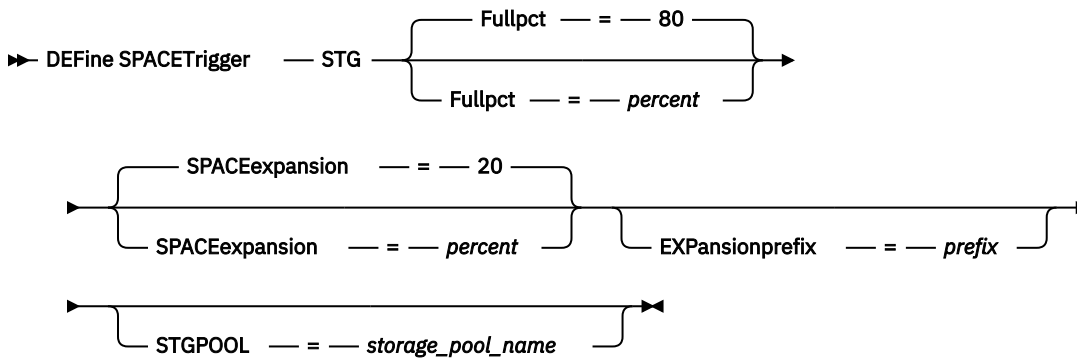 Fullpct = 80
DEFine SPACETrigger STG
Fullpct = percent
SPACEexpansion = 20
SPACEexpansion = percent EXPansionprefix = prefix
STGPOOL = storage_pool_name